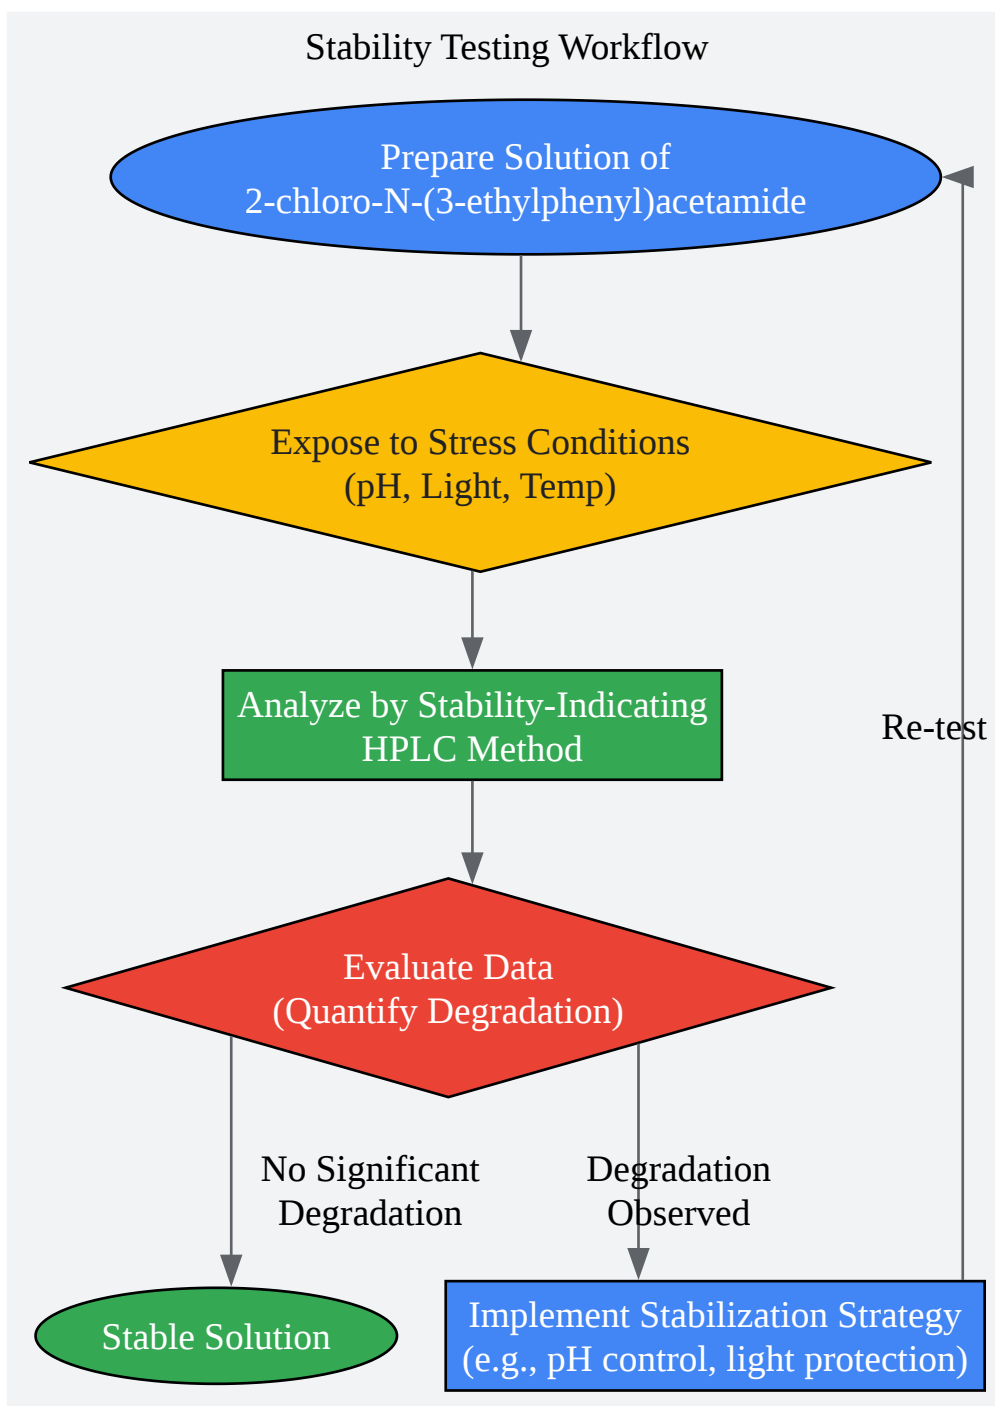 Stability Testing Workflow
Prepare Solution of
2-chloro-N-(3-ethylphenyl)acetamide
Expose to Stress Conditions
(pH, Light, Temp)
Analyze by Stability-Indicating
HPLC Method
Re-test
Evaluate Data
(Quantify Degradation)
No Significant
Degradation
Degradation
Observed
Stable Solution
Implement Stabilization Strategy
(e.g., pH control, light protection)